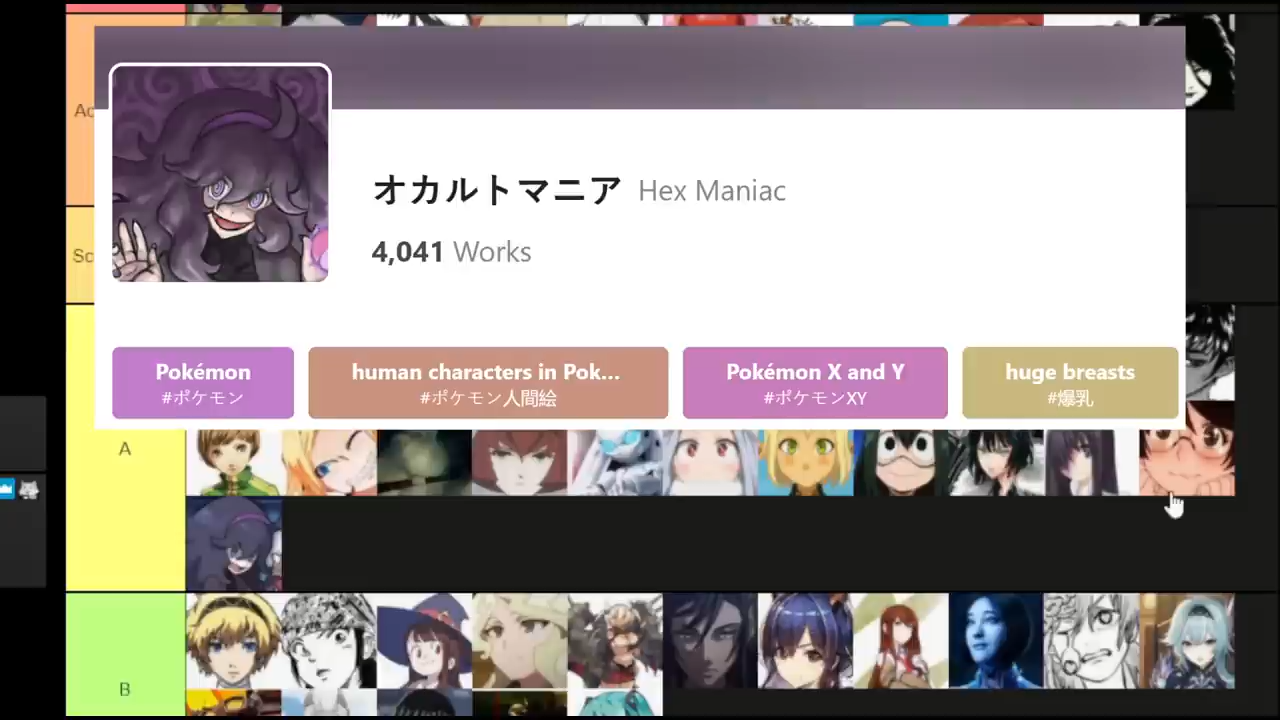 Ac
オカルトマニア Hex Maniac
4,041 Works
Sc
Pokémon
#ポケモン
human characters in Pok...
#ポケモン人間絵
Pokémon X and Y
#ポケモンXY
huge breasts
#爆乳
A
B